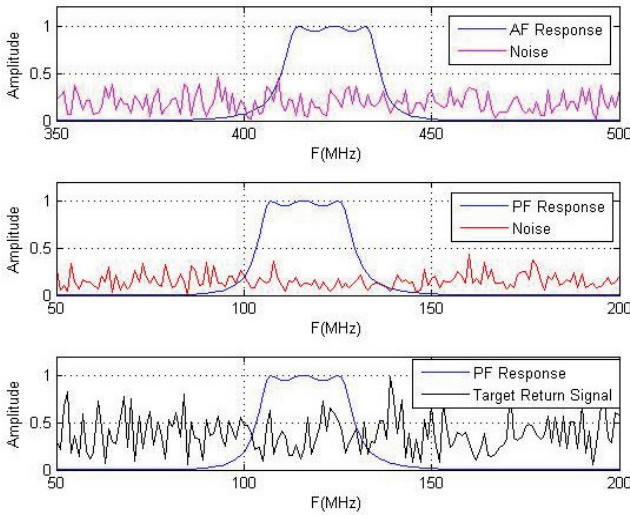 Amplitude
1
0.5
0
350
400
450
500
F(MHz)
AF Response
Noise
Amplitude
1
0.5
0
50
100
150
200
F(MHz)
PF Response
Noise
Amplitude
1
0.5
0
50
100
150
200
F(MHz)
PF Response
Target Return Signal